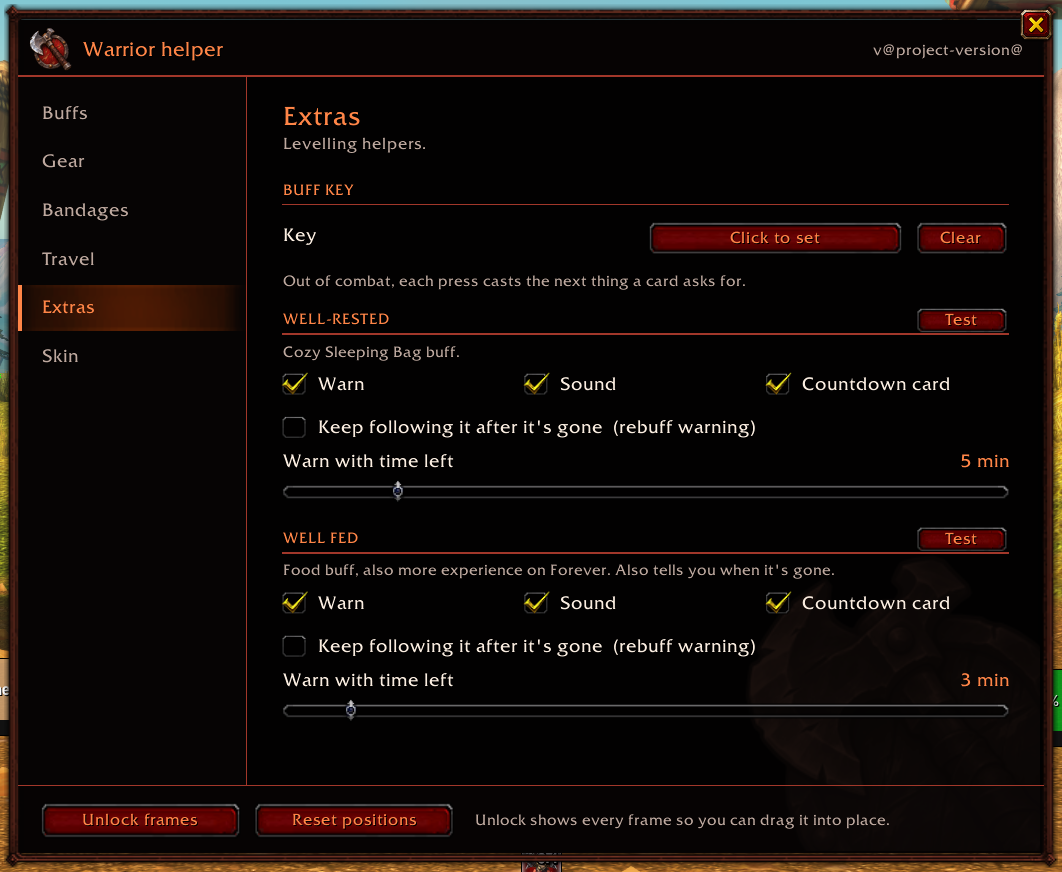 Warrior helper
v@project-version@
Buffs
Gear
Bandages
Travel
Extras
Skin
Extras
Levelling helpers.
BUFF KEY
Key
Click to set
Clear
Out of combat, each press casts the next thing a card asks for.
WELL-RESTED
Test
Cozy Sleeping Bag buff.
Warn
Sound
Countdown card
Keep following it after it's gone (rebuff warning)
Warn with time left
5 min
WELL FED
Test
Food buff, also more experience on Forever. Also tells you when it's gone.
Warn
Sound
Countdown card
Keep following it after it's gone (rebuff warning)
Warn with time left
3 min
Unlock frames
Reset positions
Unlock shows every frame so you can drag it into place.